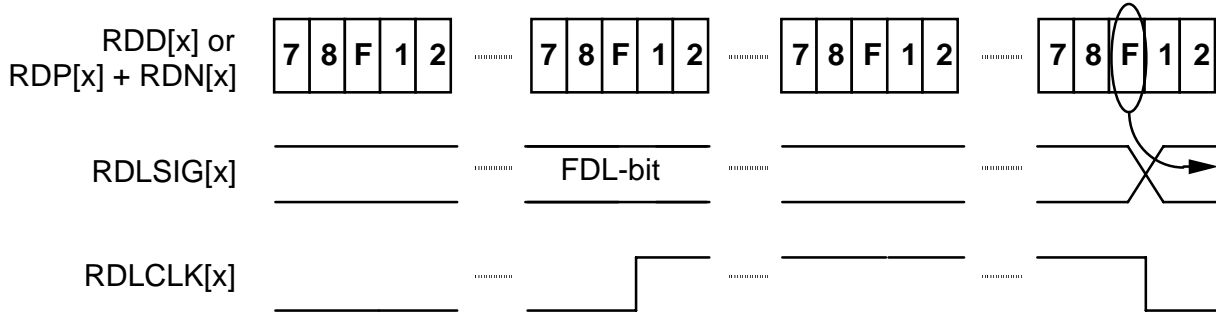 RDD[x] or
RDP[x] + RDN[x]
7 8 F 1 2 7 8 F 1 2 7 8 F 1 2 7 8 F 1 2
RDLSIG[x]
FDL-bit
RDLCLK[x]